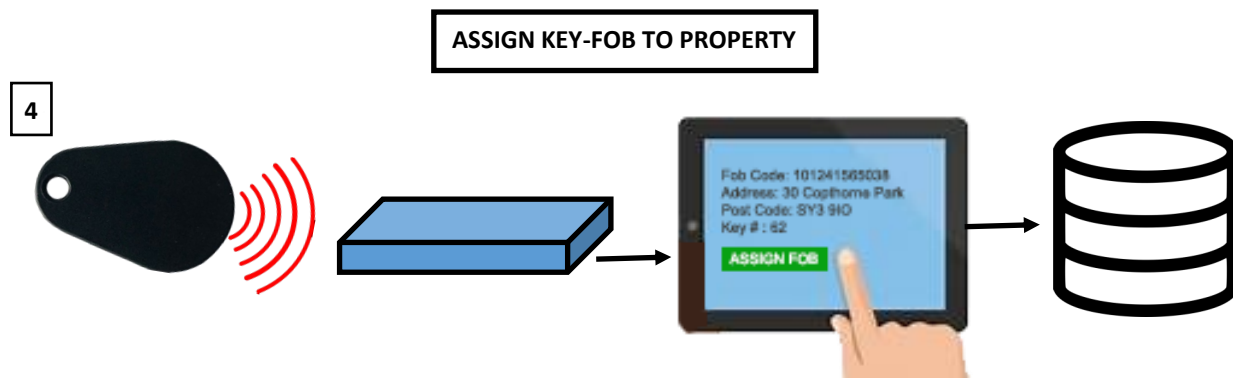 ASSIGN KEY-FOB TO PROPERTY
4
Fob Code: 101241565038
Address: 30 Copthorne Park
Post Code: SY3 9IO
Key # : 62
ASSIGN FOB